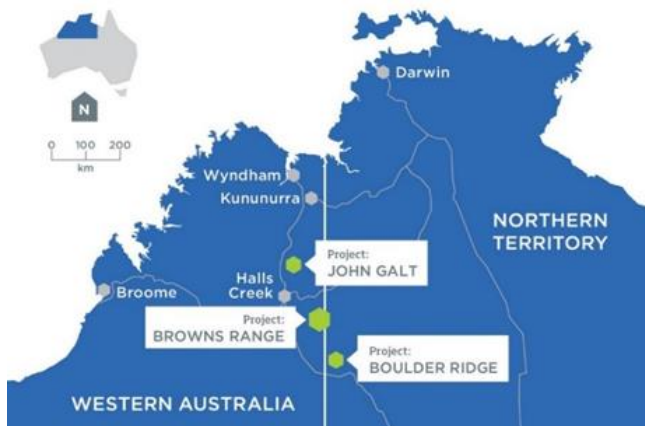 N
0 100 200
km
Darwin
Wyndham
Kununurra
NORTHERN
TERRITORY
Project:
JOHN GALT
Halls
Creek
Broome
Project:
BROWNS RANGE
Project:
BOULDER RIDGE
WESTERN AUSTRALIA